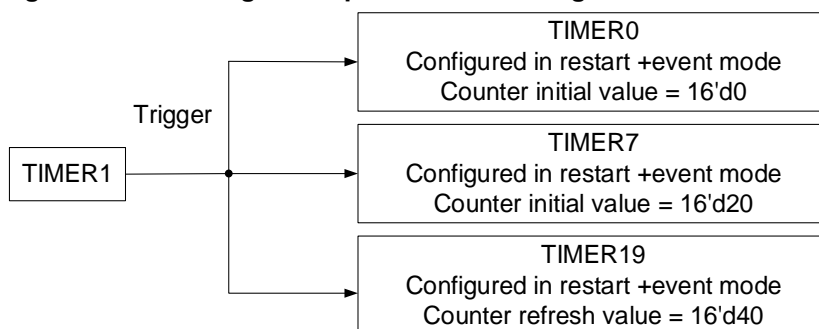 TIMER0
Configured in restart +event mode
Counter initial value = 16'd0
Trigger
TIMER7
TIMER1
Configured in restart +event mode
Counter initial value = 16'd20
TIMER19
Configured in restart +event mode
Counter refresh value = 16'd40